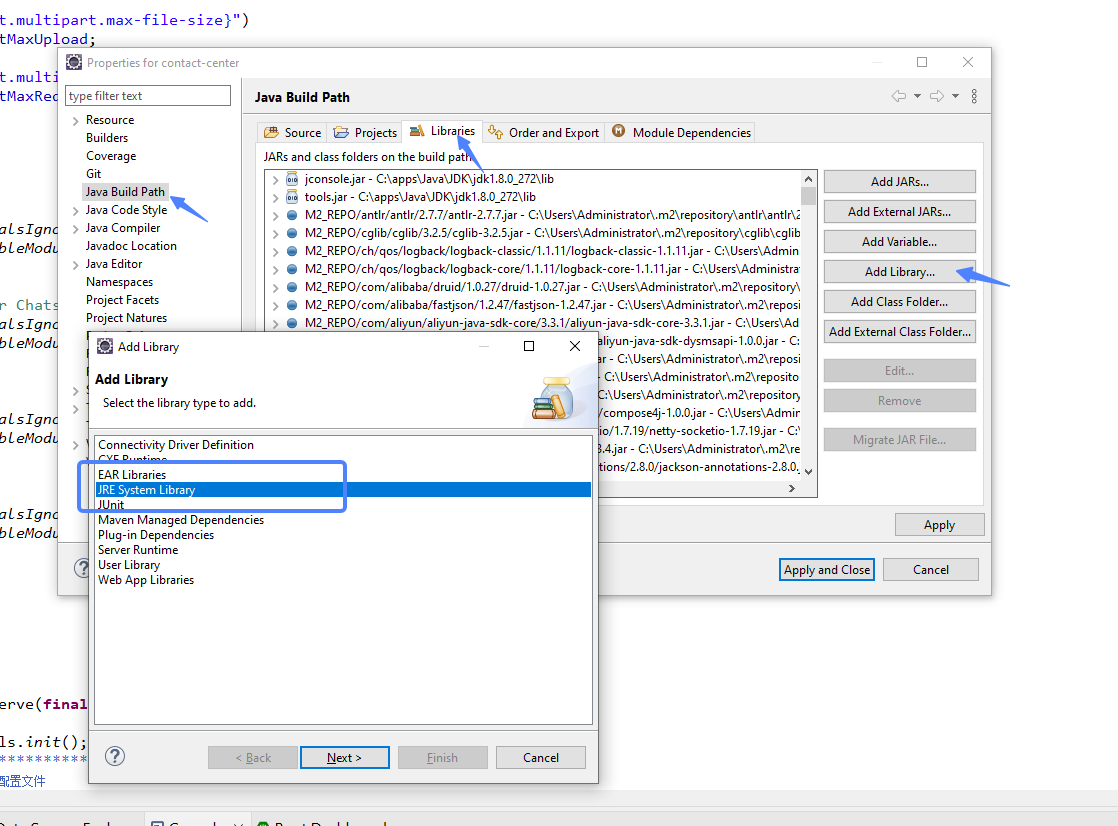 t.multipart.max-file-size}")
tMaxUpload;
Properties for contact-center
t.multi
tMaxRec
type filter text
Java Build Path
Resource
Builders
Coverage
Git
Java Build Path
Java Code Style
Java Compiler
Javadoc Location
Java Editor
Namespaces
Project Facets
Project Natures
Source
Projects
Libraries
Order and Export
Module Dependencies
JARs and class folders on the build path
jconsole.jar - C:\apps\Java\JDK\jdk1.8.0_272\lib
tools.jar - C:\apps\Java\JDK\jdk1.8.0_272\lib
M2_REPO/antlr/antlr/2.7.7/antlr-2.7.7.jar - C:\Users\Administrator\.m2\repository\antlr\antlr\2
M2_REPO/cglib/cglib/3.2.5/cglib-3.2.5.jar - C:\Users\Administrator\.m2\repository\cglib\cglib
M2_REPO/ch/qos/logback/logback-classic/1.1.11/logback-classic-1.1.11.jar - C:\Users\Admin
M2_REPO/ch/qos/logback/logback-core/1.1.11/logback-core-1.1.11.jar - C:\Users\Administra
M2_REPO/com/alibaba/druid/1.0.27/druid-1.0.27.jar - C:\Users\Administrator\.m2\repository\
M2_REPO/com/alibaba/fastjson/1.2.47/fastjson-1.2.47.jar - C:\Users\Administrator\.m2\reposi
M2_REPO/com/aliyun/aliyun-java-sdk-core/3.3.1/aliyun-java-sdk-core-3.3.1.jar - C:\Users\Ad
aliyun-java-sdk-dysmsapi-1.0.0.jar - C:
ar - C:\Users\Administrator\.m2\reposi
- C:\Users\Administrator\.m2\reposito
C:\Users\Administrator\.m2\repositor
/compose4j-1.0.0.jar - C:\Users\Admin
io/1.7.19/netty-socketio-1.7.19.jar - C:\
3.4.jar - C:\Users\Administrator\.m2\re
tions/2.8.0/jackson-annotations-2.8.0.
Add JARs...
Add External JARs...
Add Variable...
Add Library...
Add Class Folder...
Add External Class Folder...
Edit...
Remove
Migrate JAR File...
Apply
Apply and Close
Cancel
alsIgno
bleModu
r Chats
alsIgno
bleModu
alsIgno
bleModu
alsIgno
bleModu
Add Library
Add Library
Select the library type to add.
Connectivity Driver Definition
CXF Runtime
EAR Libraries
JRE System Library
JUnit
Maven Managed Dependencies
Plug-in Dependencies
Server Runtime
User Library
Web App Libraries
< Back
Next >
Finish
Cancel
erve(final
ls.init();
**********
配置文件